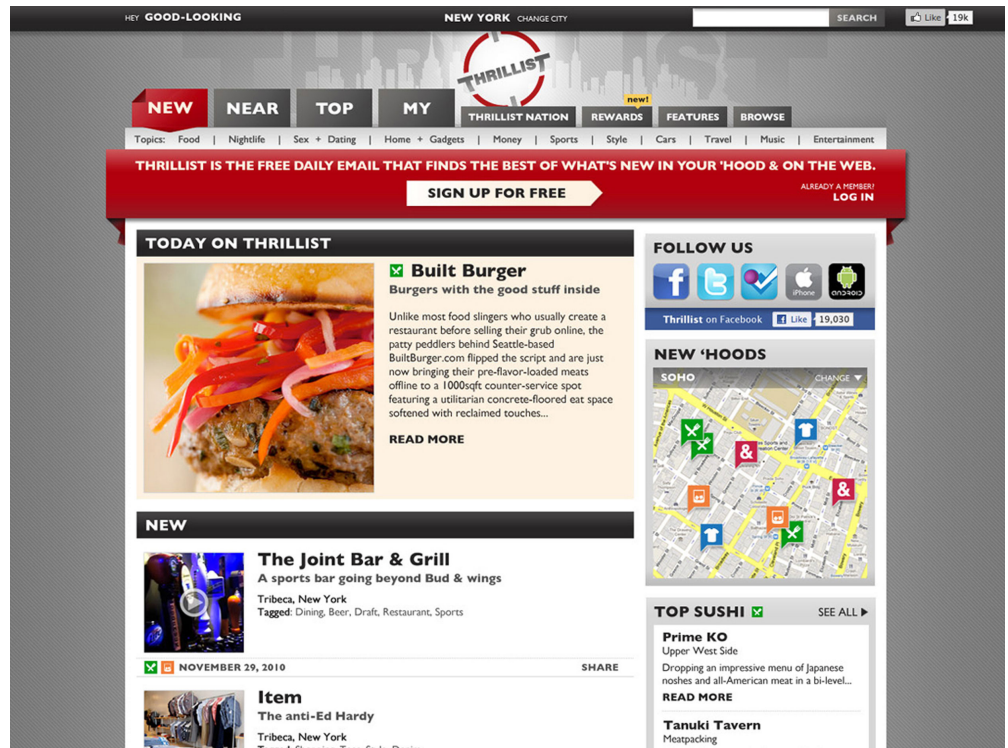 HEY GOOD-LOOKING
NEW YORK CHANGE CITY
SEARCH
Like 19k
THRILLIST
THRILLIST
NEW
NEAR
TOP
MY
THRILLIST NATION
new!
REWARDS
FEATURES
BROWSE
Topics: Food | Nightlife | Sex + Dating | Home + Gadgets | Money | Sports | Style | Cars | Travel | Music | Entertainment
THRILLIST IS THE FREE DAILY EMAIL THAT FINDS THE BEST OF WHAT'S NEW IN YOUR 'HOOD & ON THE WEB.
SIGN UP FOR FREE
ALREADY A MEMBER?
LOG IN
TODAY ON THRILLIST
Built Burger
Burgers with the good stuff inside
Unlike most food slingers who usually create a
restaurant before selling their grub online, the
patty peddlers behind Seattle-based
BuiltBurger.com flipped the script and are just
now bringing their pre-flavor-loaded meats
offline to a 1000sqft counter-service spot
featuring a utilitarian concrete-floored eat space
softened with reclaimed touches...
READ MORE
NEW
The Joint Bar & Grill
A sports bar going beyond Bud & wings
Tribeca, New York
Tagged: Dining, Beer, Draft, Restaurant, Sports
NOVEMBER 29, 2010
SHARE
Item
The anti-Ed Hardy
Tribeca, New York
FOLLOW US
iPhone
ANDROID
Thrillist on Facebook
Like 19,030
NEW 'HOODS
SOHO
CHANGE
&
&
TOP SUSHI
SEE ALL
Prime KO
Upper West Side
Dropping an impressive menu of Japanese
noshes and all-American meat in a bi-level...
READ MORE
Tanuki Tavern
Meatpacking